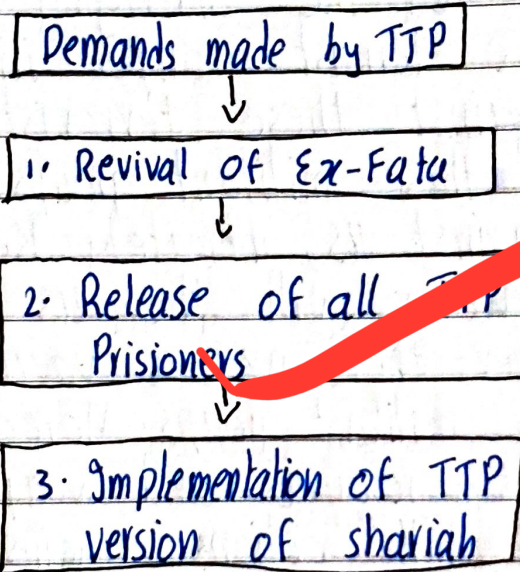 Demands made by TTP
1. Revival of Ex-Fata
2. Release of all TTP
Prisioners
3. Implementation of TTP
version of shariah